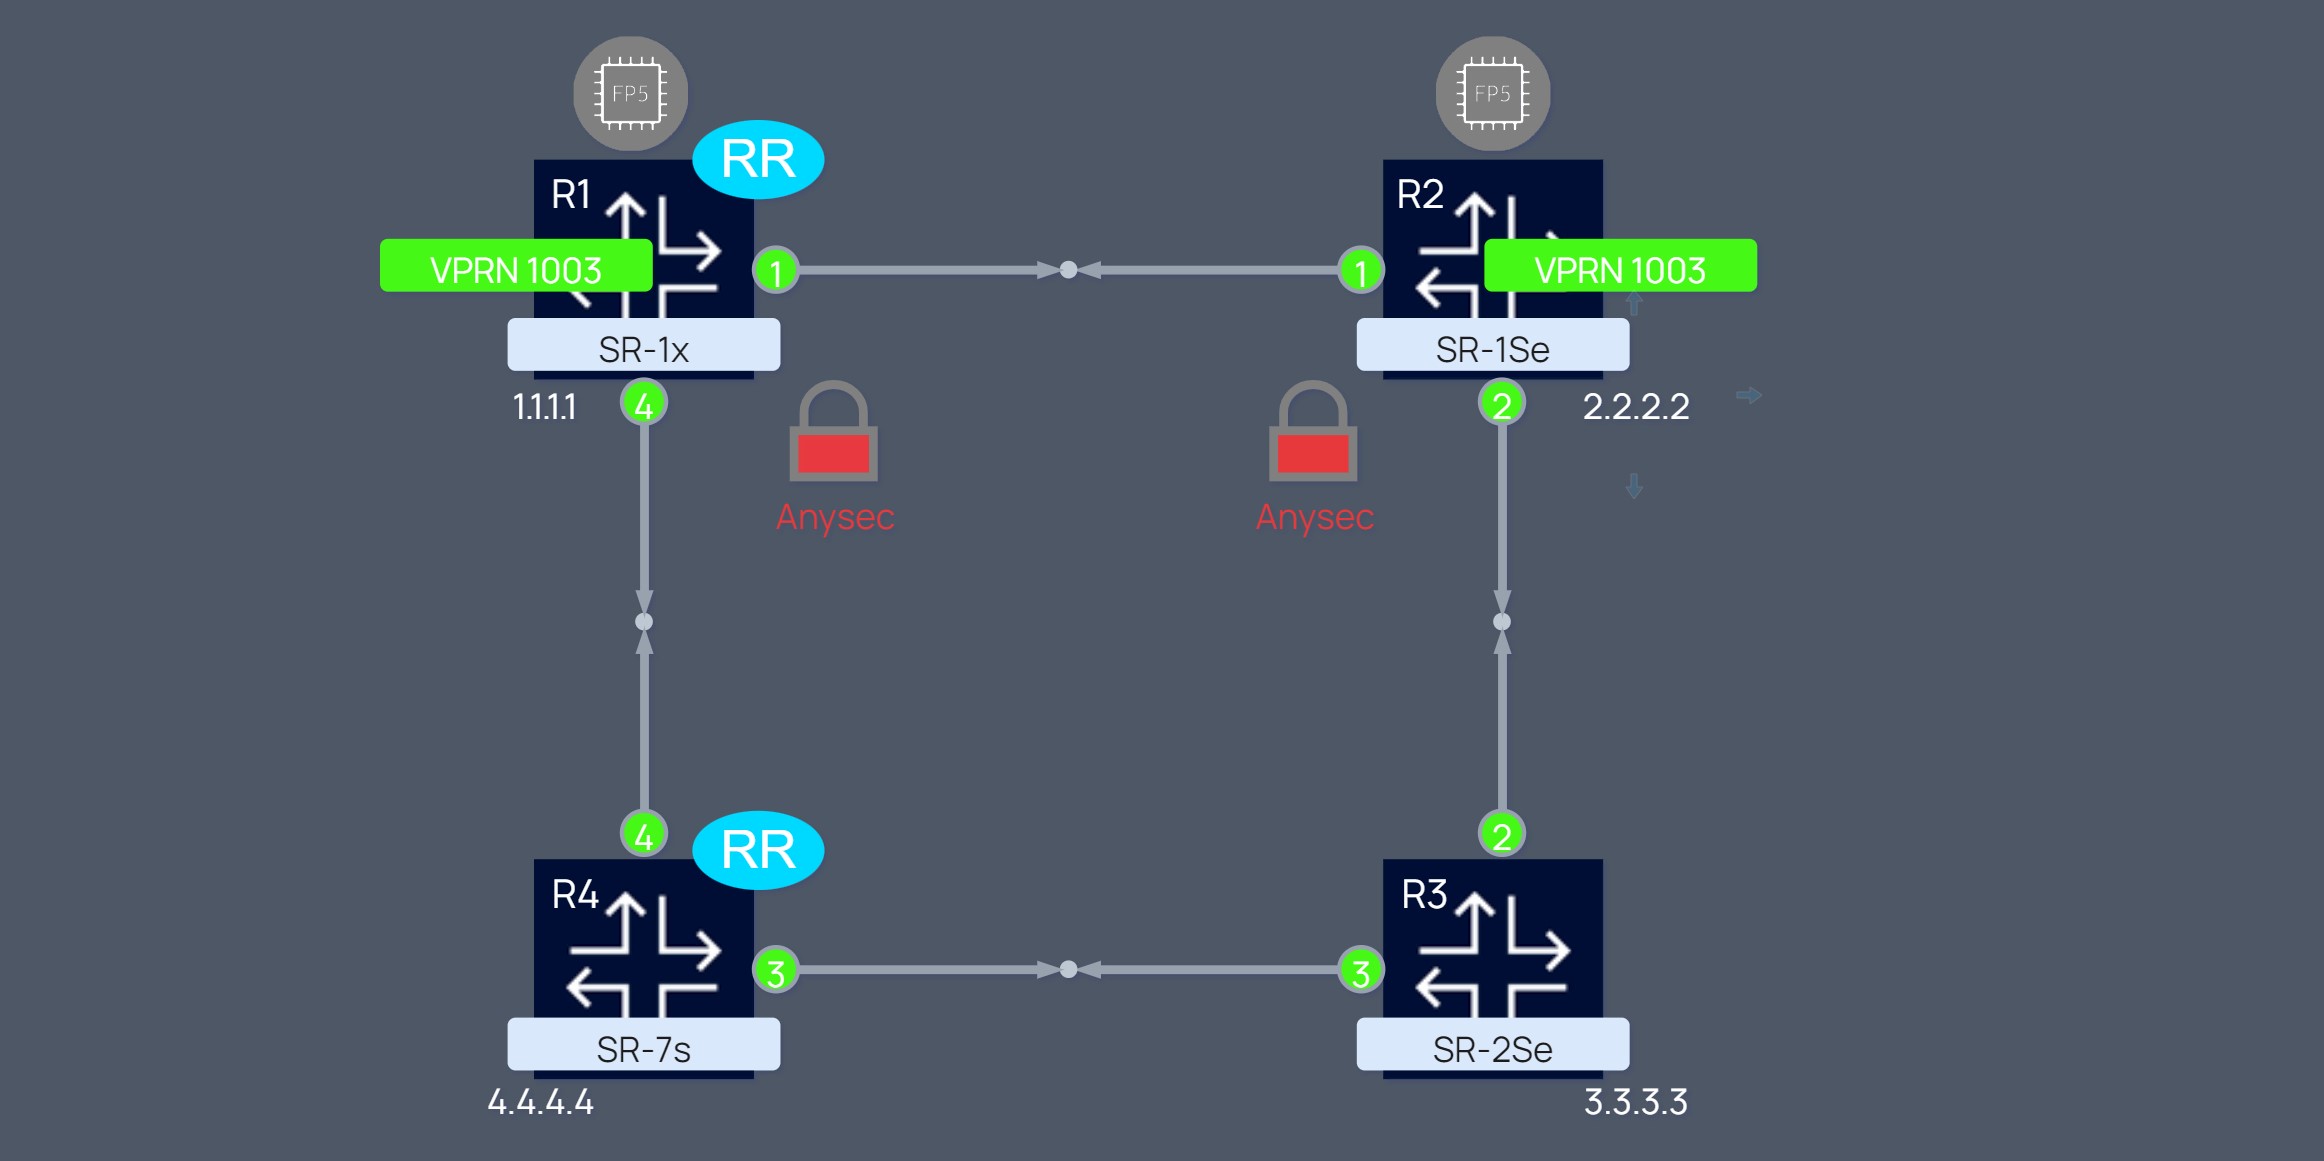 FP5
FP5
RR
R1
R2
VPRN 1003
1
1
VPRN 1003
SR-1x
SR-1Se
1.1.1.1
4
2
2.2.2.2
Anysec
Anysec
4
RR
2
R4
R3
3
3
SR-7s
SR-2Se
4.4.4.4
3.3.3.3